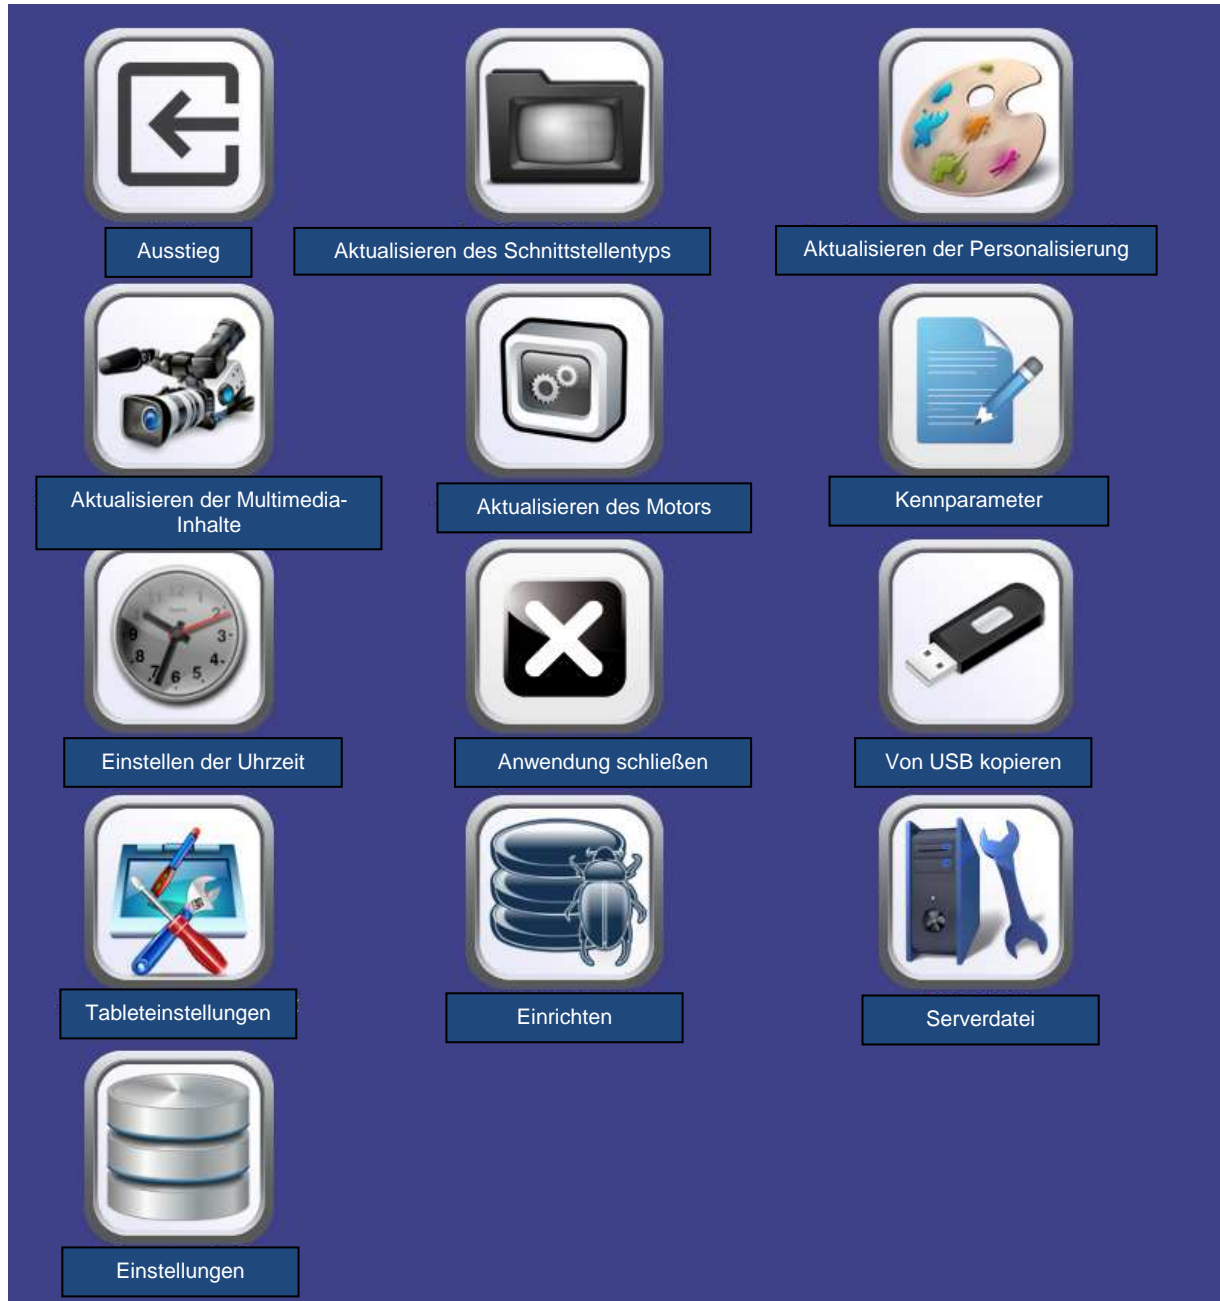 Ausstieg
Aktualisieren des Schnittstellentyps
Aktualisieren der Personalisierung
Aktualisieren der Multimedia-
Inhalte
Aktualisieren des Motors
Kennparameter
Einstellen der Uhrzeit
Anwendung schließen
Von USB kopieren
Tableteinstellungen
Einrichten
Serverdatei
Einstellungen